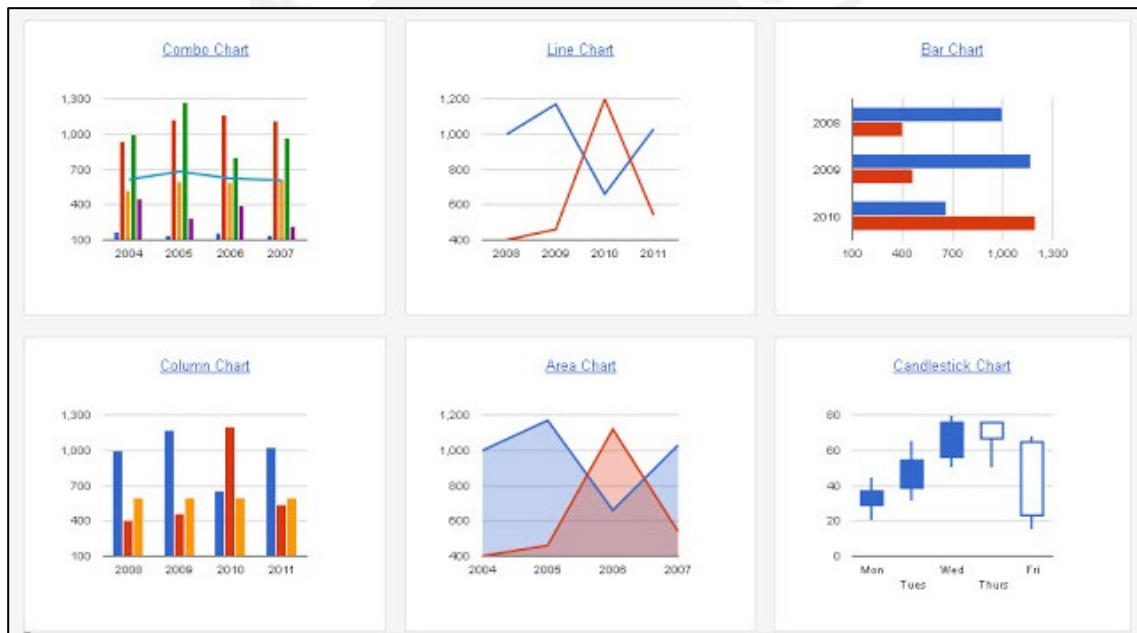 Combo Chart
1,300
1,000
700
400
100
2004 2005 2006 2007
Line Chart
1,200
1,000
800
600
400
2008 2009 2010 2011
Bar Chart
2008
2009
2010
100 400 700 1,000 1,300
Column Chart
1,300
1,000
700
400
100
2008 2009 2010 2011
Area Chart
1,200
1,000
800
600
400
2004 2005 2006 2007
Candlestick Chart
80
60
40
20
0
Mon Wed Fri
Tues Thurs